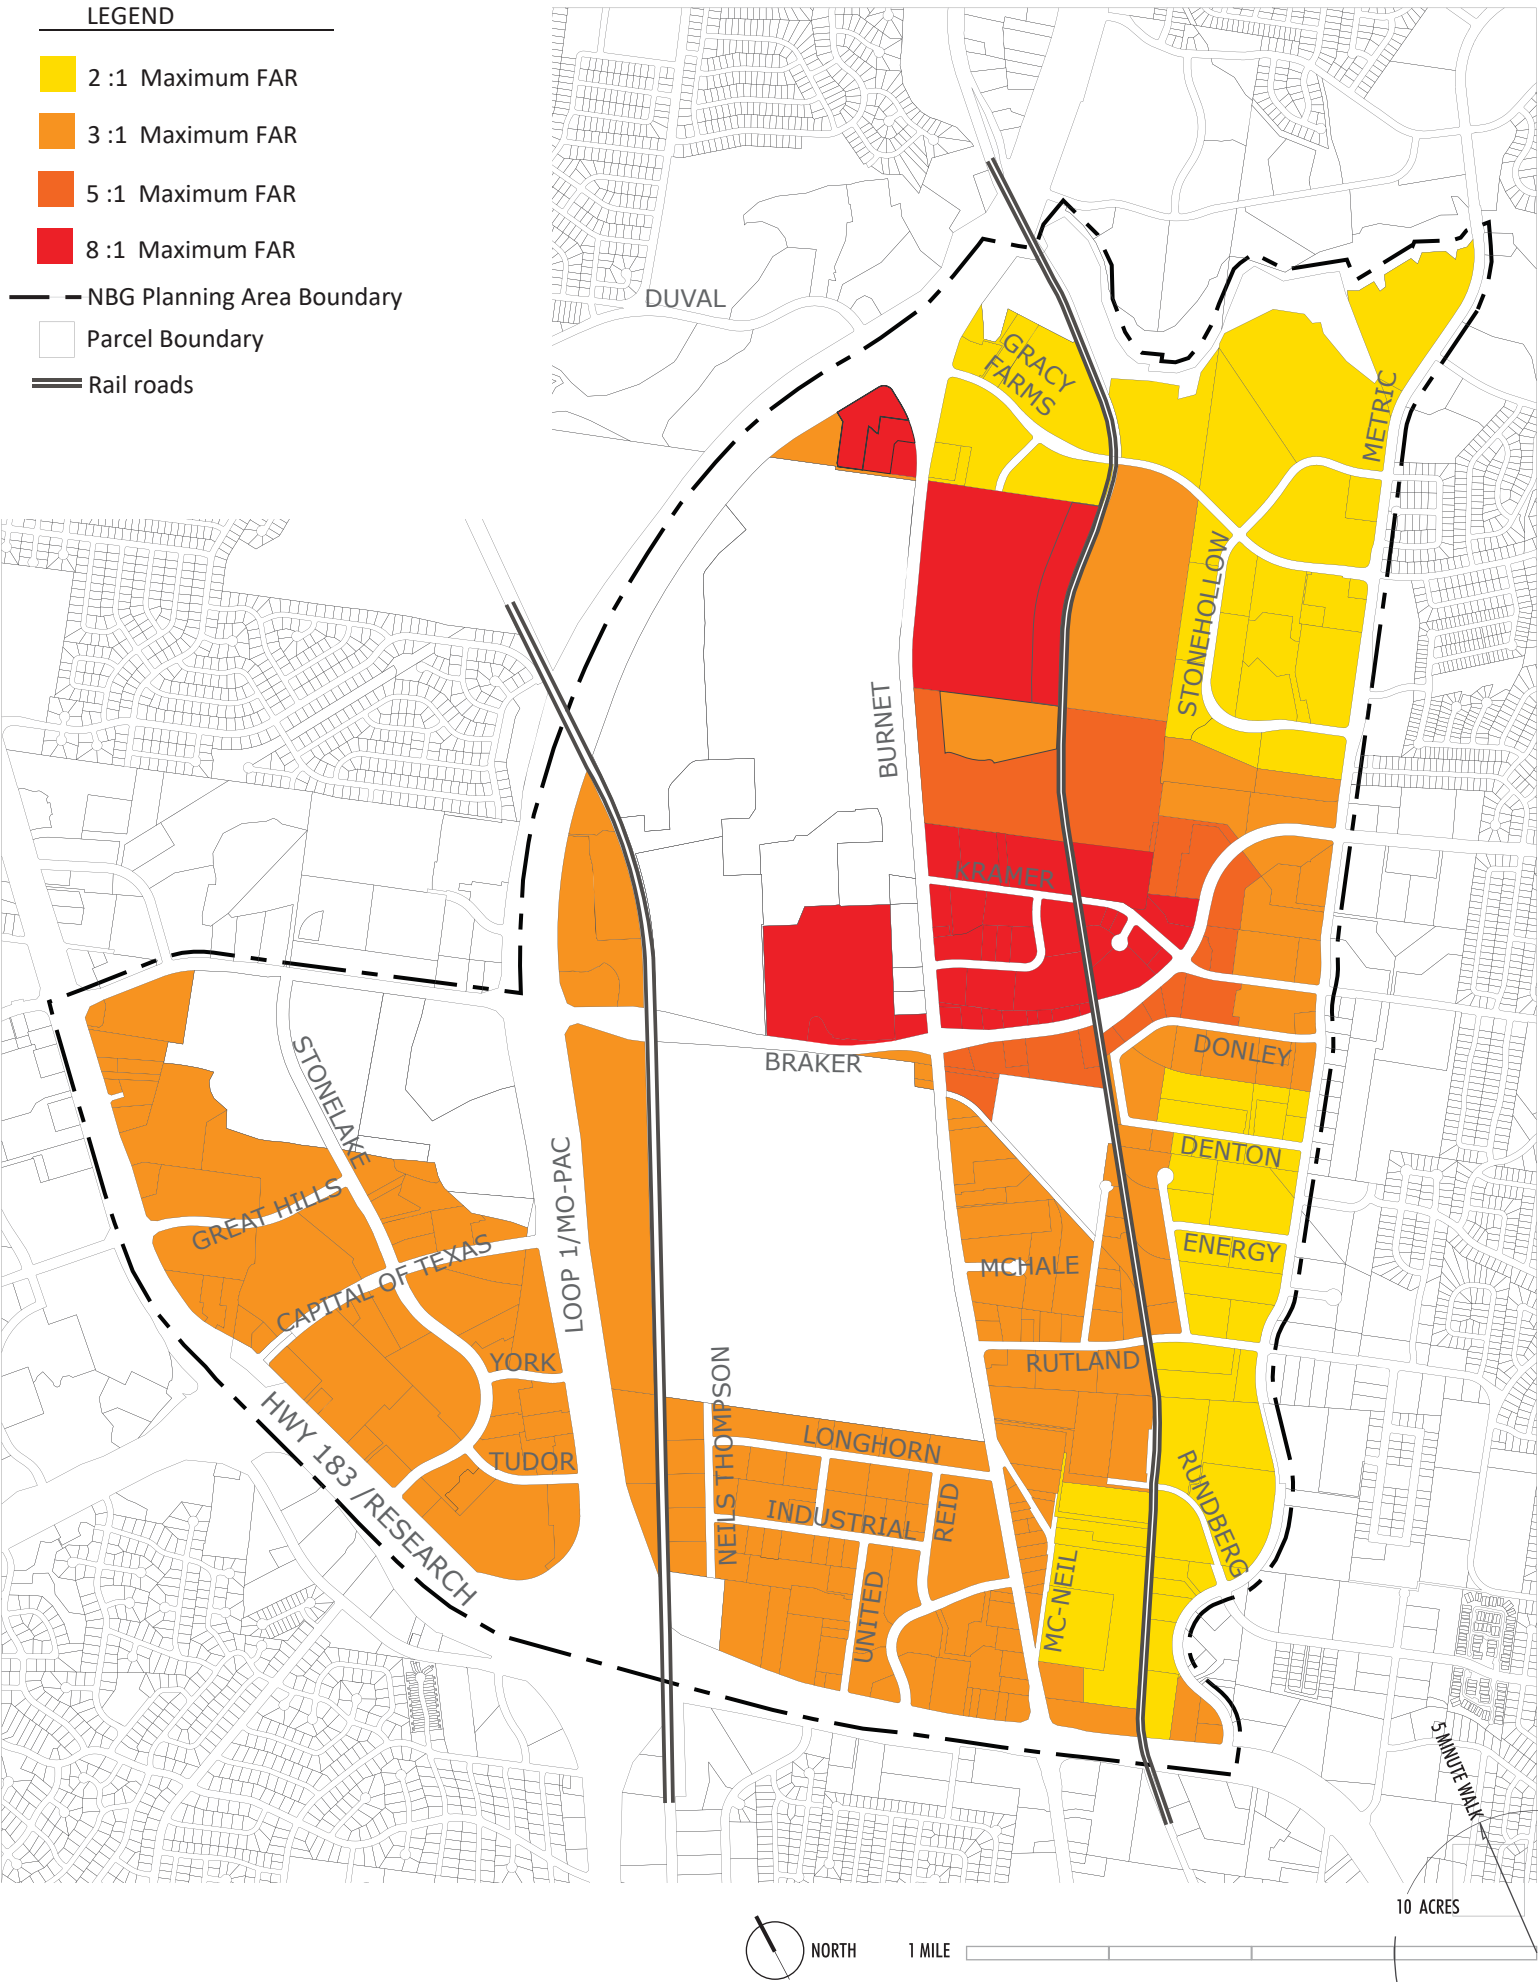 LEGEND
2 :1 Maximum FAR
3 :1 Maximum FAR
5 :1 Maximum FAR
8 :1 Maximum FAR
NBG Planning Area Boundary
Parcel Boundary
Rail roads
DUVAL
GRACY
FARMS
METRIC
STONEHOLLOW
BURNET
KRAMER
BRAKER
DONLEY
STONELAKE
DENTON
GREAT HILLS
LOOP 1/MO-PAC
CAPITAL OF TEXAS
ENERGY
MCHALE
YORK
RUTLAND
HWY 183 /RESEARCH
TUDOR
NEILS THOMPSON
LONGHORN
REID
INDUSTRIAL
RUNDBERG
UNITED
MC-NEIL
5 MINUTE WALK
10 ACRES
NORTH
1 MILE